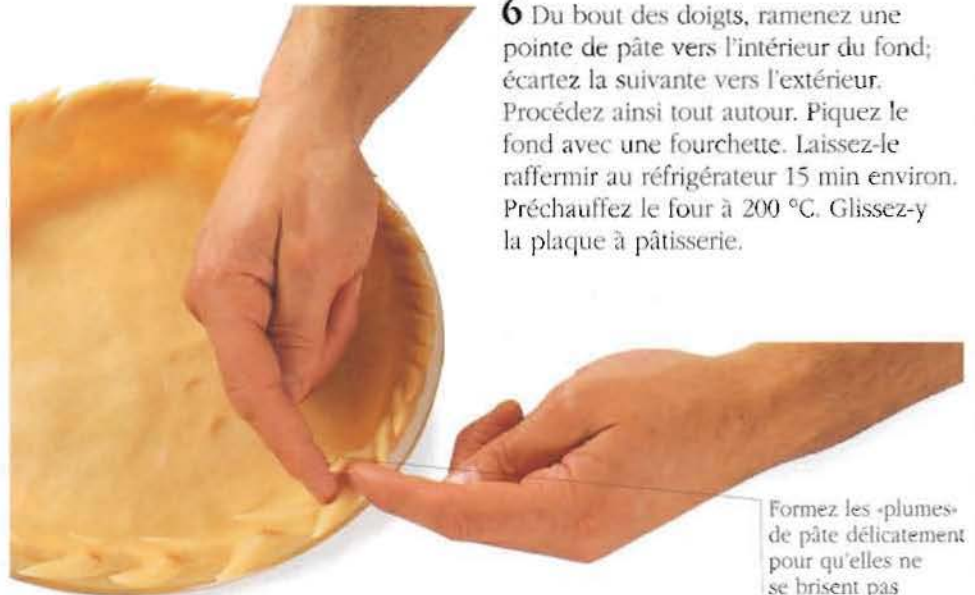 6 Du bout des doigts, ramenez une
pointe de pâte vers l'intérieur du fond;
écartez la suivante vers l'extérieur.
Procédez ainsi tout autour. Piquez le
fond avec une fourchette. Laissez-le
raffermir au réfrigérateur 15 min environ.
Préchauffez le four à 200 °C. Glissez-y
la plaque à pâtisserie.
Formez les «plumes»
de pâte délicatement
pour qu'elles ne
se brisent pas